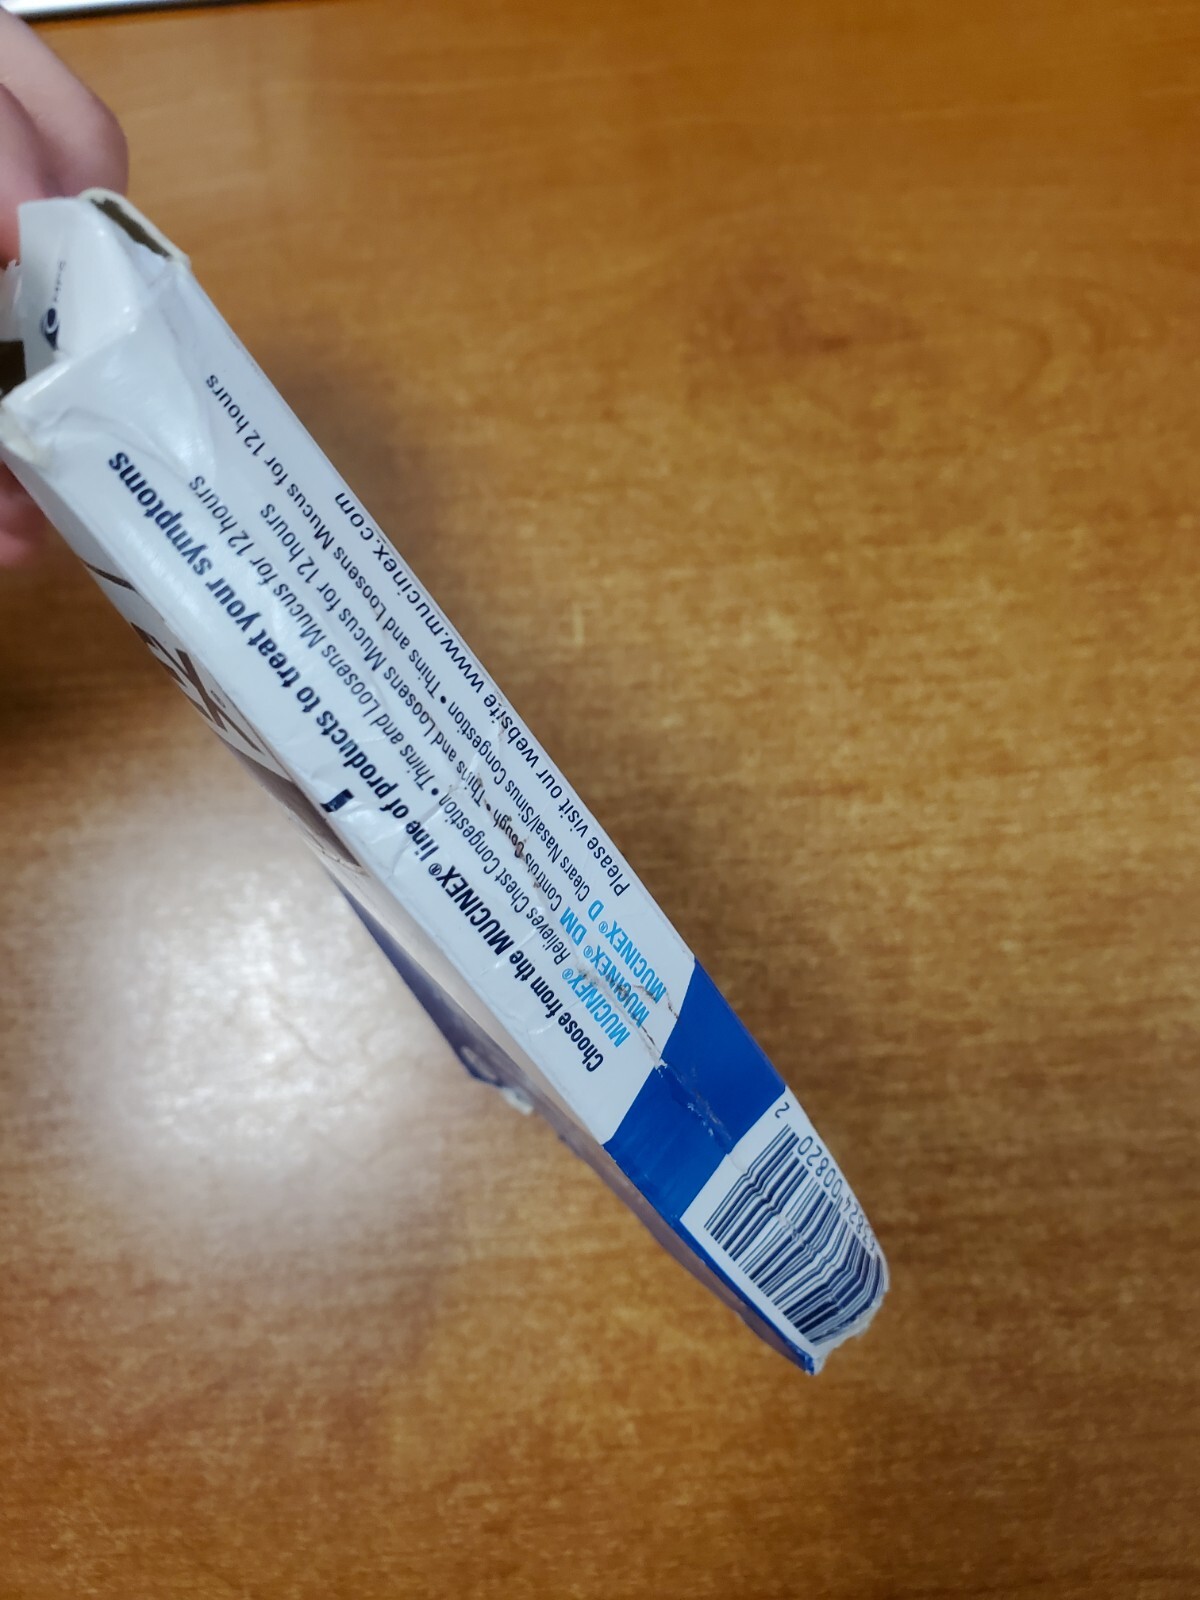 Choose from the MUCINEX® line of products to treat your symptoms
MUCINEX® Relieves Chest Congestion • Thins and Loosens Mucus for 12 hours
MUCINEX® DM Controls Cough • Thins and Loosens Mucus for 12 hours
MUCINEX® D Clears Nasal/Sinus Congestion • Thins and Loosens Mucus for 12 hours
Please visit our website www.mucinex.com
63824 00820 2